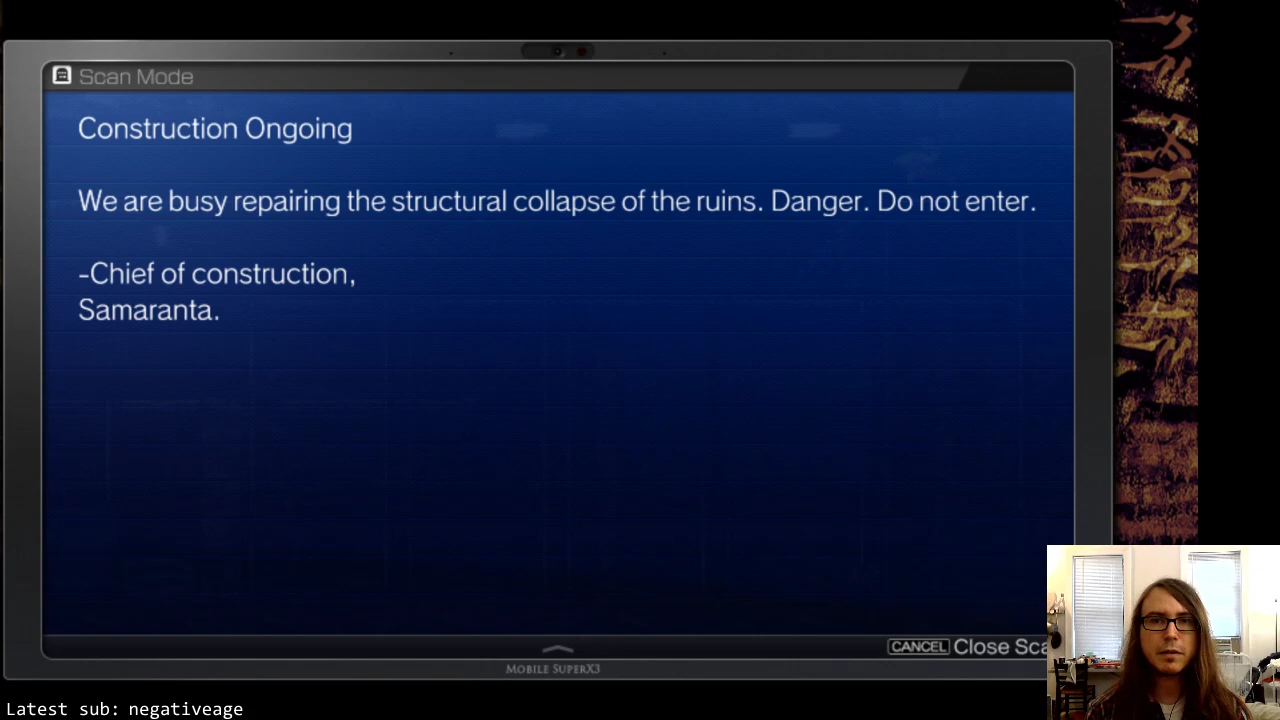 Scan Mode
Construction Ongoing
We are busy repairing the structural collapse of the ruins. Danger. Do not enter.
-Chief of construction,
Samaranta.
CANCEL Close Sca
MOBILE SUPERX3
Latest sub: negativeage